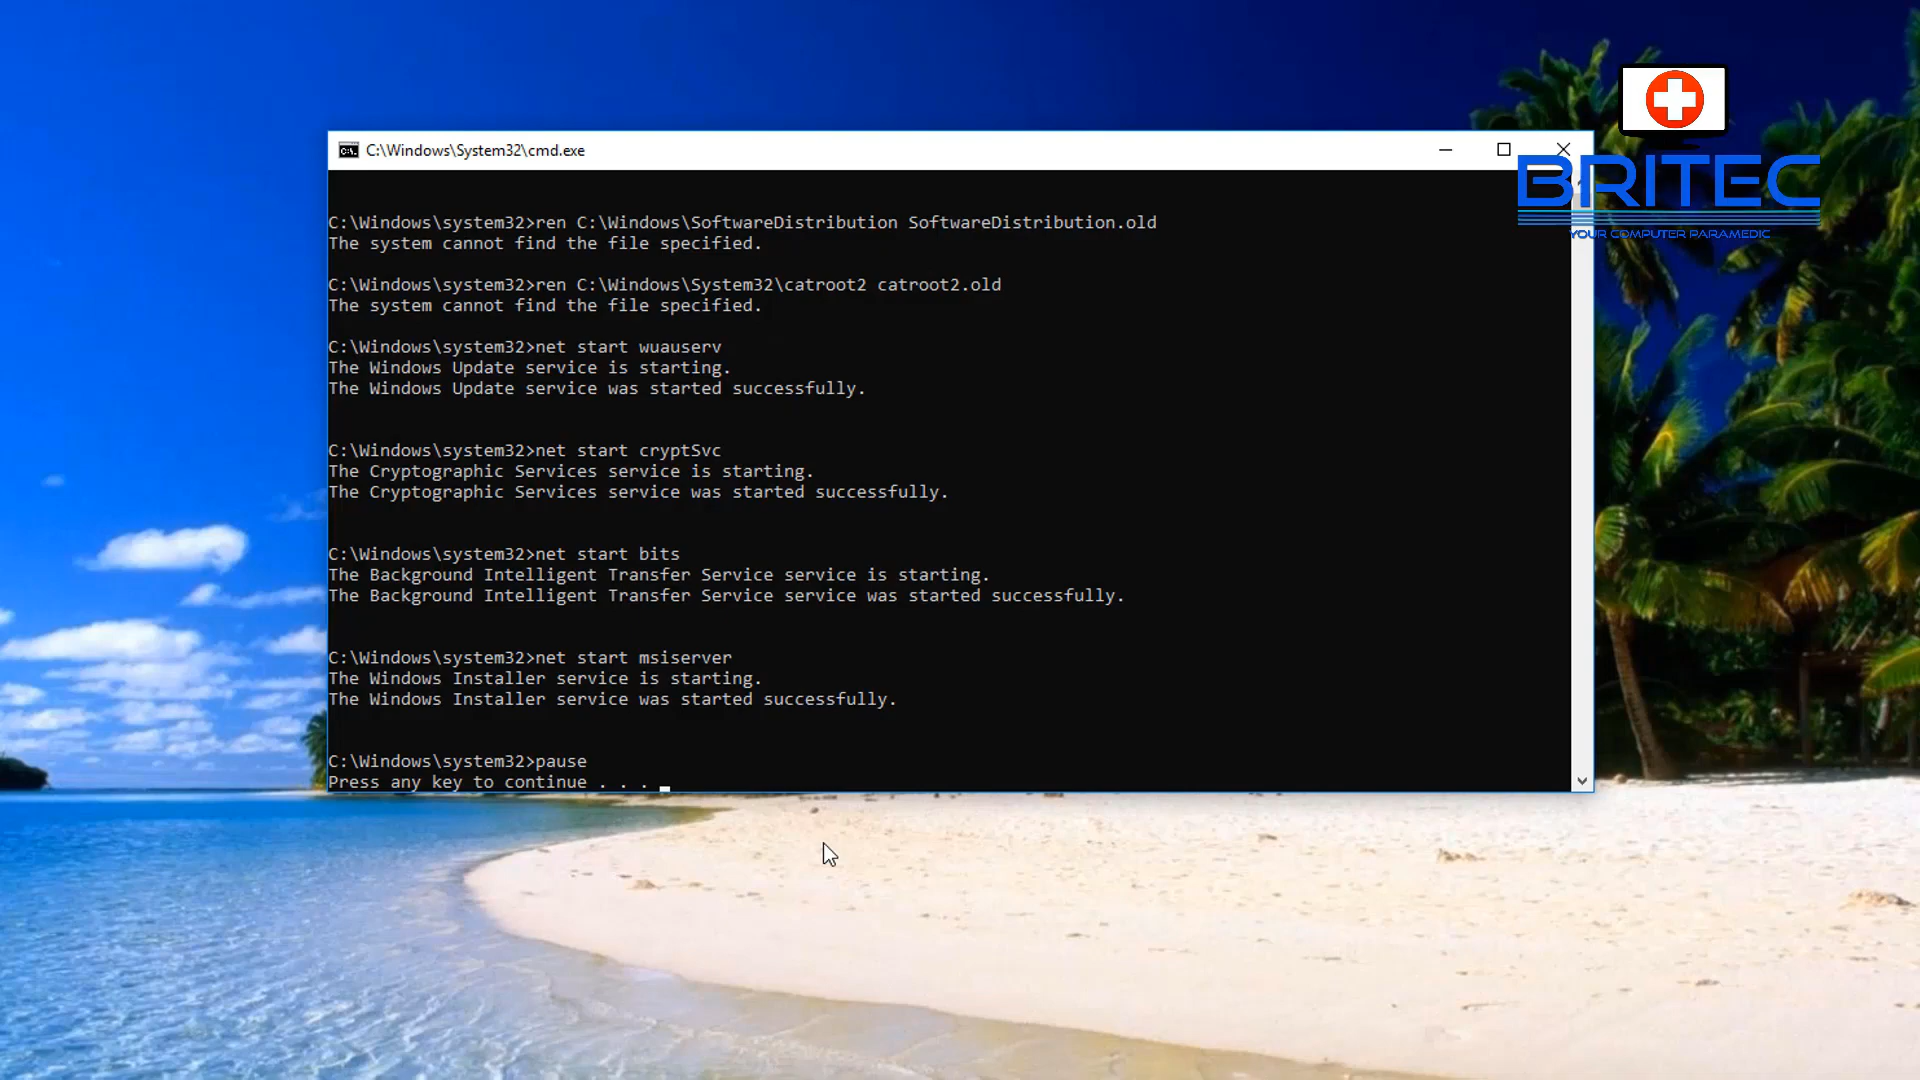 C:\Windows\System32\cmd.exe
BRITEC
YOUR COMPUTER PARAMEDIC
C:\Windows\system32>ren C:\Windows\SoftwareDistribution SoftwareDistribution.old
The system cannot find the file specified.
C:\Windows\system32>ren C:\Windows\System32\catroot2 catroot2.old
The system cannot find the file specified.
C:\Windows\system32>net start wuauserv
The Windows Update service is starting.
The Windows Update service was started successfully.
C:\Windows\system32>net start cryptSvc
The Cryptographic Services service is starting.
The Cryptographic Services service was started successfully.
C:\Windows\system32>net start bits
The Background Intelligent Transfer Service service is starting.
The Background Intelligent Transfer Service service was started successfully.
C:\Windows\system32>net start msiserver
The Windows Installer service is starting.
The Windows Installer service was started successfully.
C:\Windows\system32>pause
Press any key to continue . . .